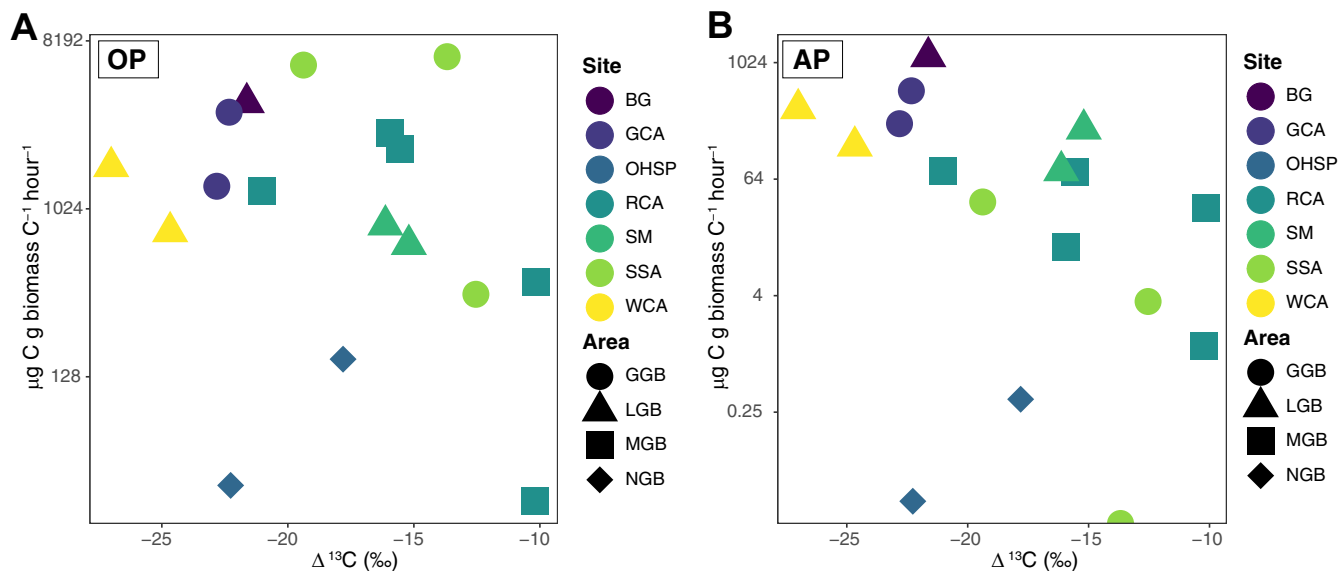 A
OP
8192
1024
128
μg C g biomass C⁻¹ hour⁻¹
−25
−20
−15
−10
Δ ¹³C (‰)
Site
BG
GCA
OHSP
RCA
SM
SSA
WCA
Area
GGB
LGB
MGB
NGB
B
AP
1024
64
4
0.25
μg C g biomass C⁻¹ hour⁻¹
−25
−20
−15
−10
Δ ¹³C (‰)
Site
BG
GCA
OHSP
RCA
SM
SSA
WCA
Area
GGB
LGB
MGB
NGB